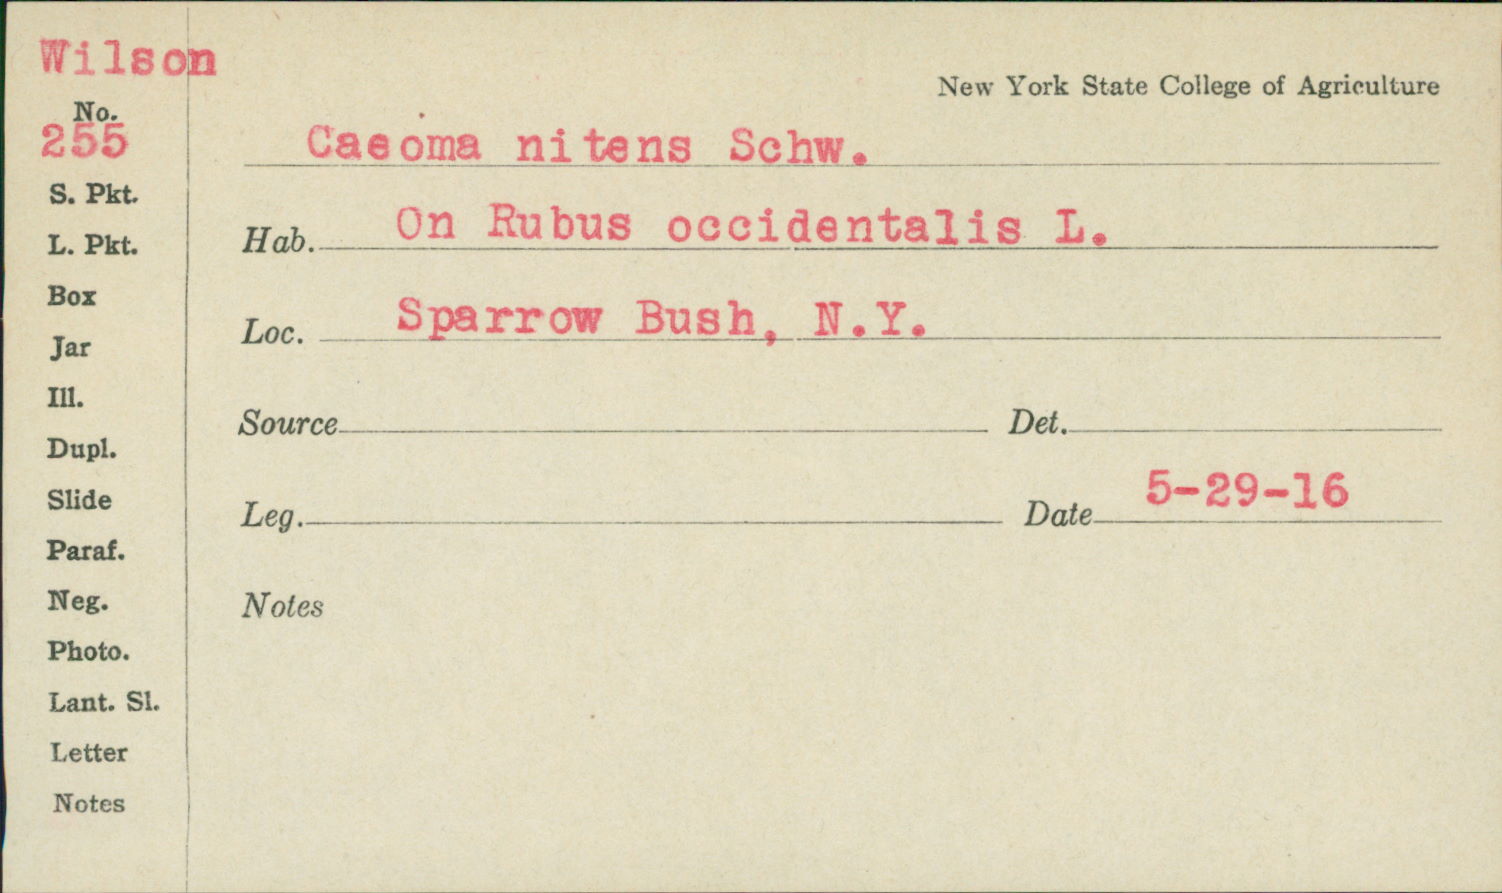 Wilson
New York State College of Agriculture
No.
255
Caeoma nitens Schw.
S. Pkt.
Hab. On Rubus occidentalis L.
L. Pkt.
Box
Loc. Sparrow Bush, N.Y.
Jar
Ill.
Source Det.
Dupl.
Slide
Leg. Date 5-29-16
Paraf.
Neg.
Notes
Photo.
Lant. Sl.
Letter
Notes